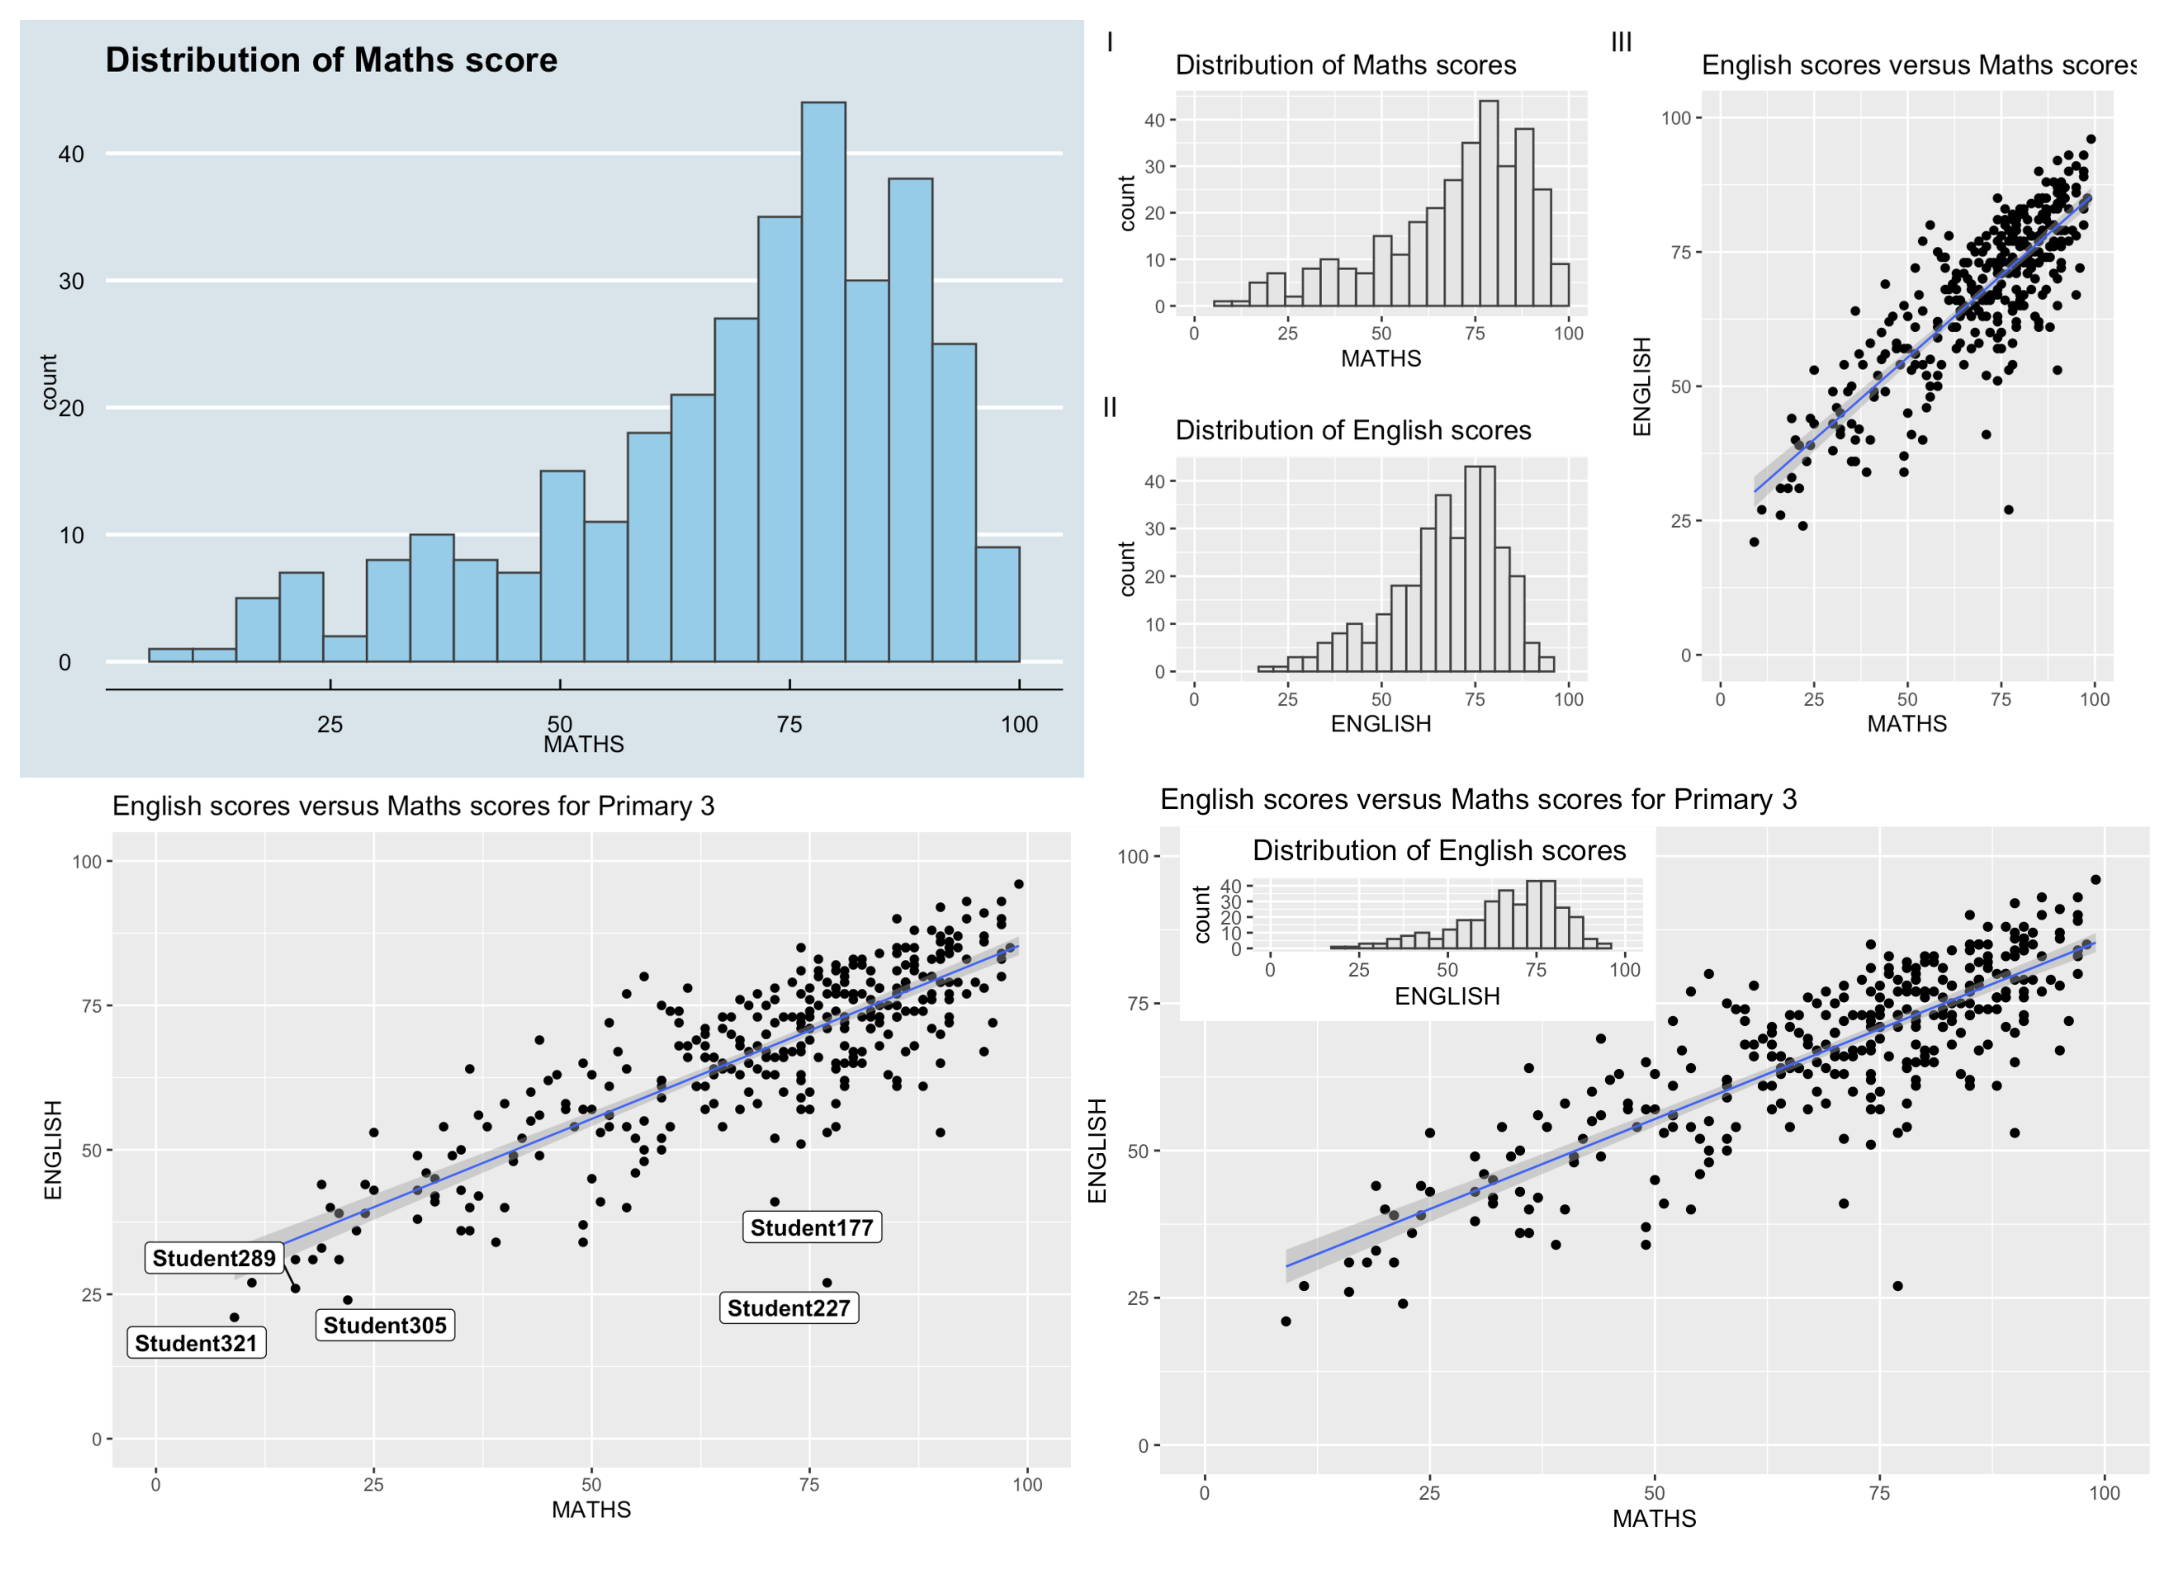 Distribution of Maths score
count
40
30
20
10
0
25 50 75 100
MATHS
I
Distribution of Maths scores
count
40
30
20
10
0
0 25 50 75 100
MATHS
II
Distribution of English scores
count
40
30
20
10
0
0 25 50 75 100
ENGLISH
III
English scores versus Maths scores
ENGLISH
100
75
50
25
0
0 25 50 75 100
MATHS
English scores versus Maths scores for Primary 3
ENGLISH
100
75
50
25
0
Student177
Student289
Student227
Student305
Student321
0 25 50 75 100
MATHS
English scores versus Maths scores for Primary 3
ENGLISH
100
75
50
25
0
Distribution of English scores
count
40
30
20
10
0
0 25 50 75 100
ENGLISH
0 25 50 75 100
MATHS